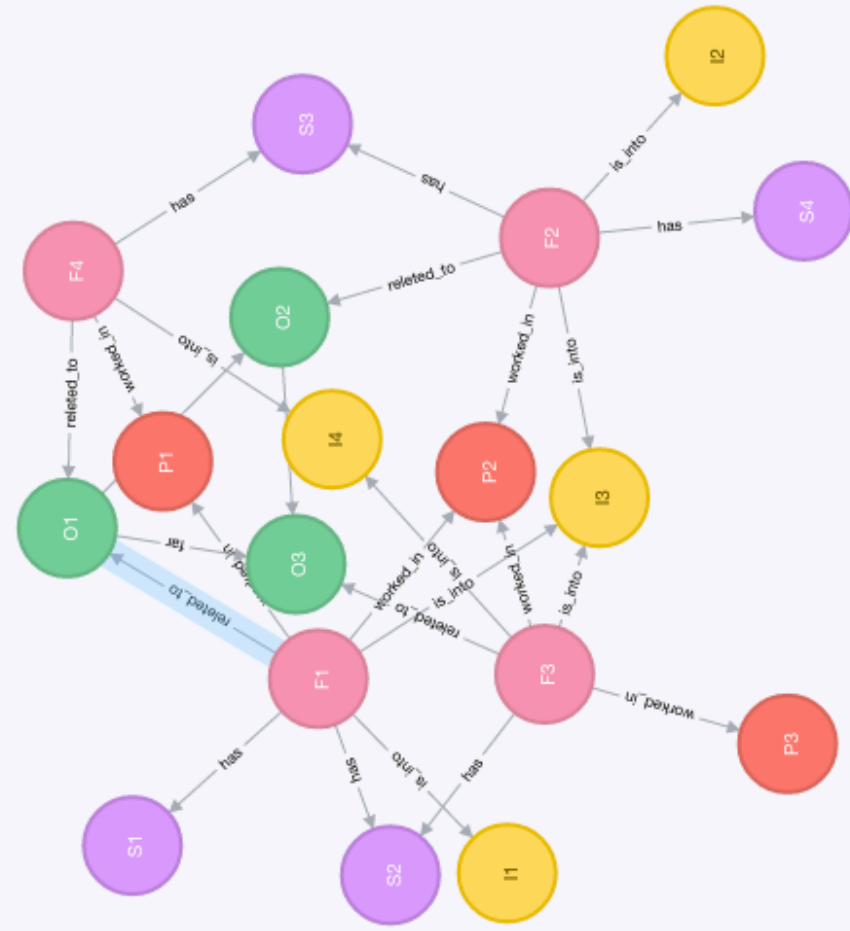 I2
S3
is_into
has
has
S4
has
F2
F4
releted_to
O2
is_into
worked_in
releted_to
worked_in
is_into
I4
P1
P2
I3
O1
far
O3
worked_in
is_into
worked_in
is_into
is_into
releted_to
releted_to
F1
F3
worked_in
P3
has
has
is_into
has
S1
S2
I1